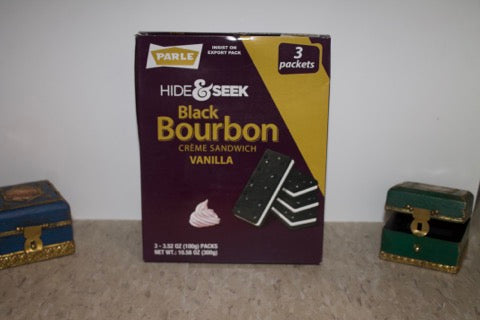 PARLE
INSIST ON
EXPORT PACK
3
packets
HIDE&SEEK
Black
Bourbon
CRÈME SANDWICH
VANILLA
3 - 3.52 OZ (100g) PACKS
NET WT.: 10.58 OZ (300g)